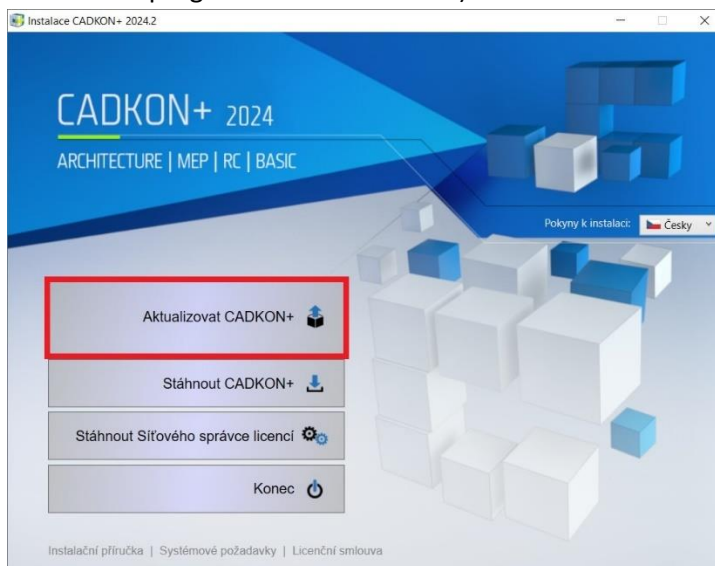 Instalace CADKON+ 2024.2
CADKON+ 2024
ARCHITECTURE | MEP | RC | BASIC
Pokyny k instalaci: Česky
Aktualizovat CADKON+
Stáhnout CADKON+
Stáhnout Síťového správce licencí
Konec
Instalační příručka | Systémové požadavky | Licenční smlouva